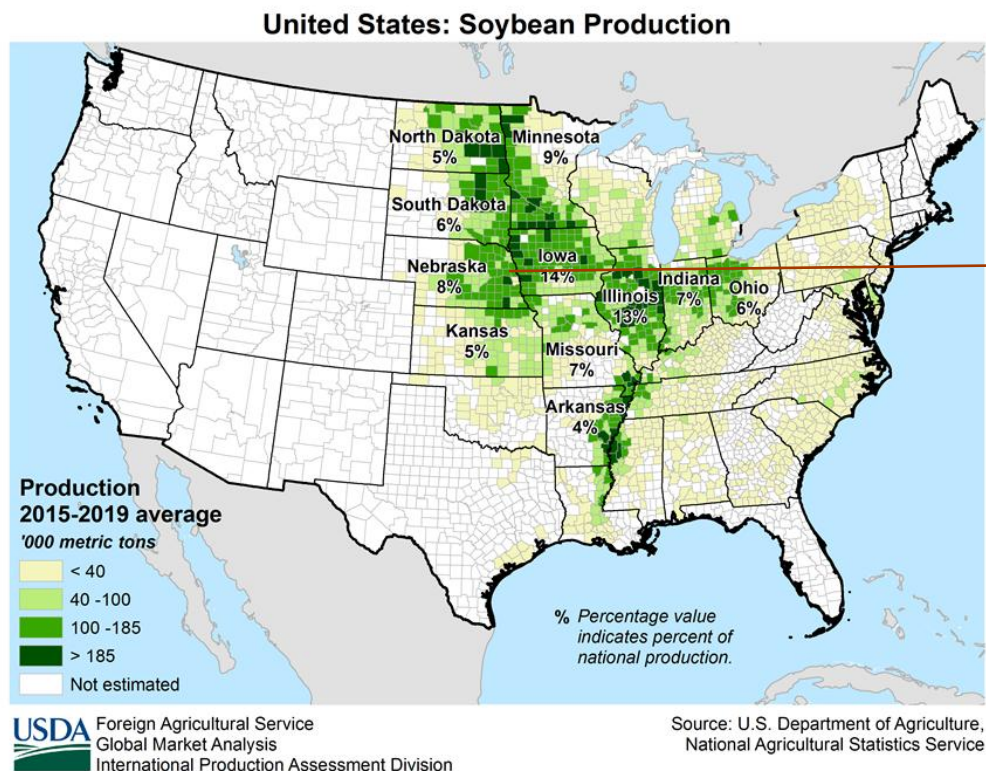 United States: Soybean Production
North Dakota
5%
Minnesota
9%
South Dakota
6%
Nebraska
8%
Iowa
14%
Illinois
13%
Indiana
7%
Ohio
6%
Kansas
5%
Missouri
7%
Arkansas
4%
Production
2015-2019 average
'000 metric tons
< 40
40 -100
100 -185
> 185
Not estimated
% Percentage value
indicates percent of
national production.
USDA
Foreign Agricultural Service
Global Market Analysis
International Production Assessment Division
Source: U.S. Department of Agriculture,
National Agricultural Statistics Service